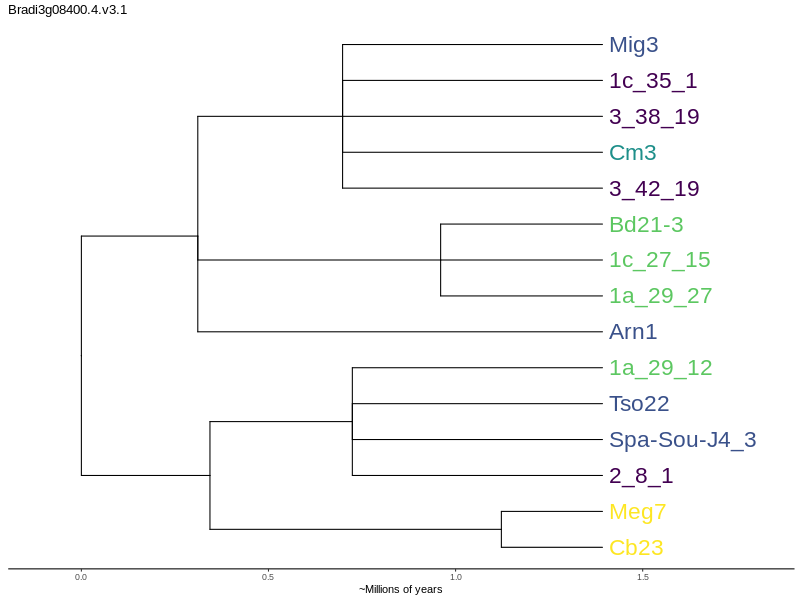 Bradi3g08400.4.v3.1
Mig3
1c_35_1
3_38_19
Cm3
3_42_19
Bd21-3
1c_27_15
1a_29_27
Arn1
1a_29_12
Tso22
Spa-Sou-J4_3
2_8_1
Meg7
Cb23
0.0 0.5 1.0 1.5
~Millions of years